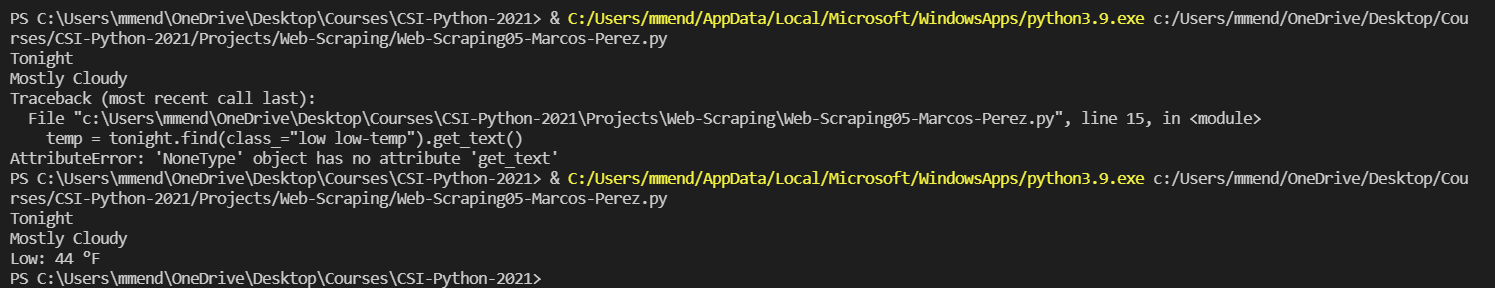 PS C:\Users\mmend\OneDrive\Desktop\Courses\CSI-Python-2021> & C:/Users/mmend/AppData/Local/Microsoft/WindowsApps/python3.9.exe c:/Users/mmend/OneDrive/Desktop/Cou
rses/CSI-Python-2021/Projects/Web-Scraping/Web-Scraping05-Marcos-Perez.py
Tonight
Mostly Cloudy
Traceback (most recent call last):
  File "c:\Users\mmend\OneDrive\Desktop\Courses\CSI-Python-2021\Projects\Web-Scraping\Web-Scraping05-Marcos-Perez.py", line 15, in <module>
    temp = tonight.find(class_="low low-temp").get_text()
AttributeError: 'NoneType' object has no attribute 'get_text'
PS C:\Users\mmend\OneDrive\Desktop\Courses\CSI-Python-2021> & C:/Users/mmend/AppData/Local/Microsoft/WindowsApps/python3.9.exe c:/Users/mmend/OneDrive/Desktop/Cou
rses/CSI-Python-2021/Projects/Web-Scraping/Web-Scraping05-Marcos-Perez.py
Tonight
Mostly Cloudy
Low: 44 °F
PS C:\Users\mmend\OneDrive\Desktop\Courses\CSI-Python-2021>